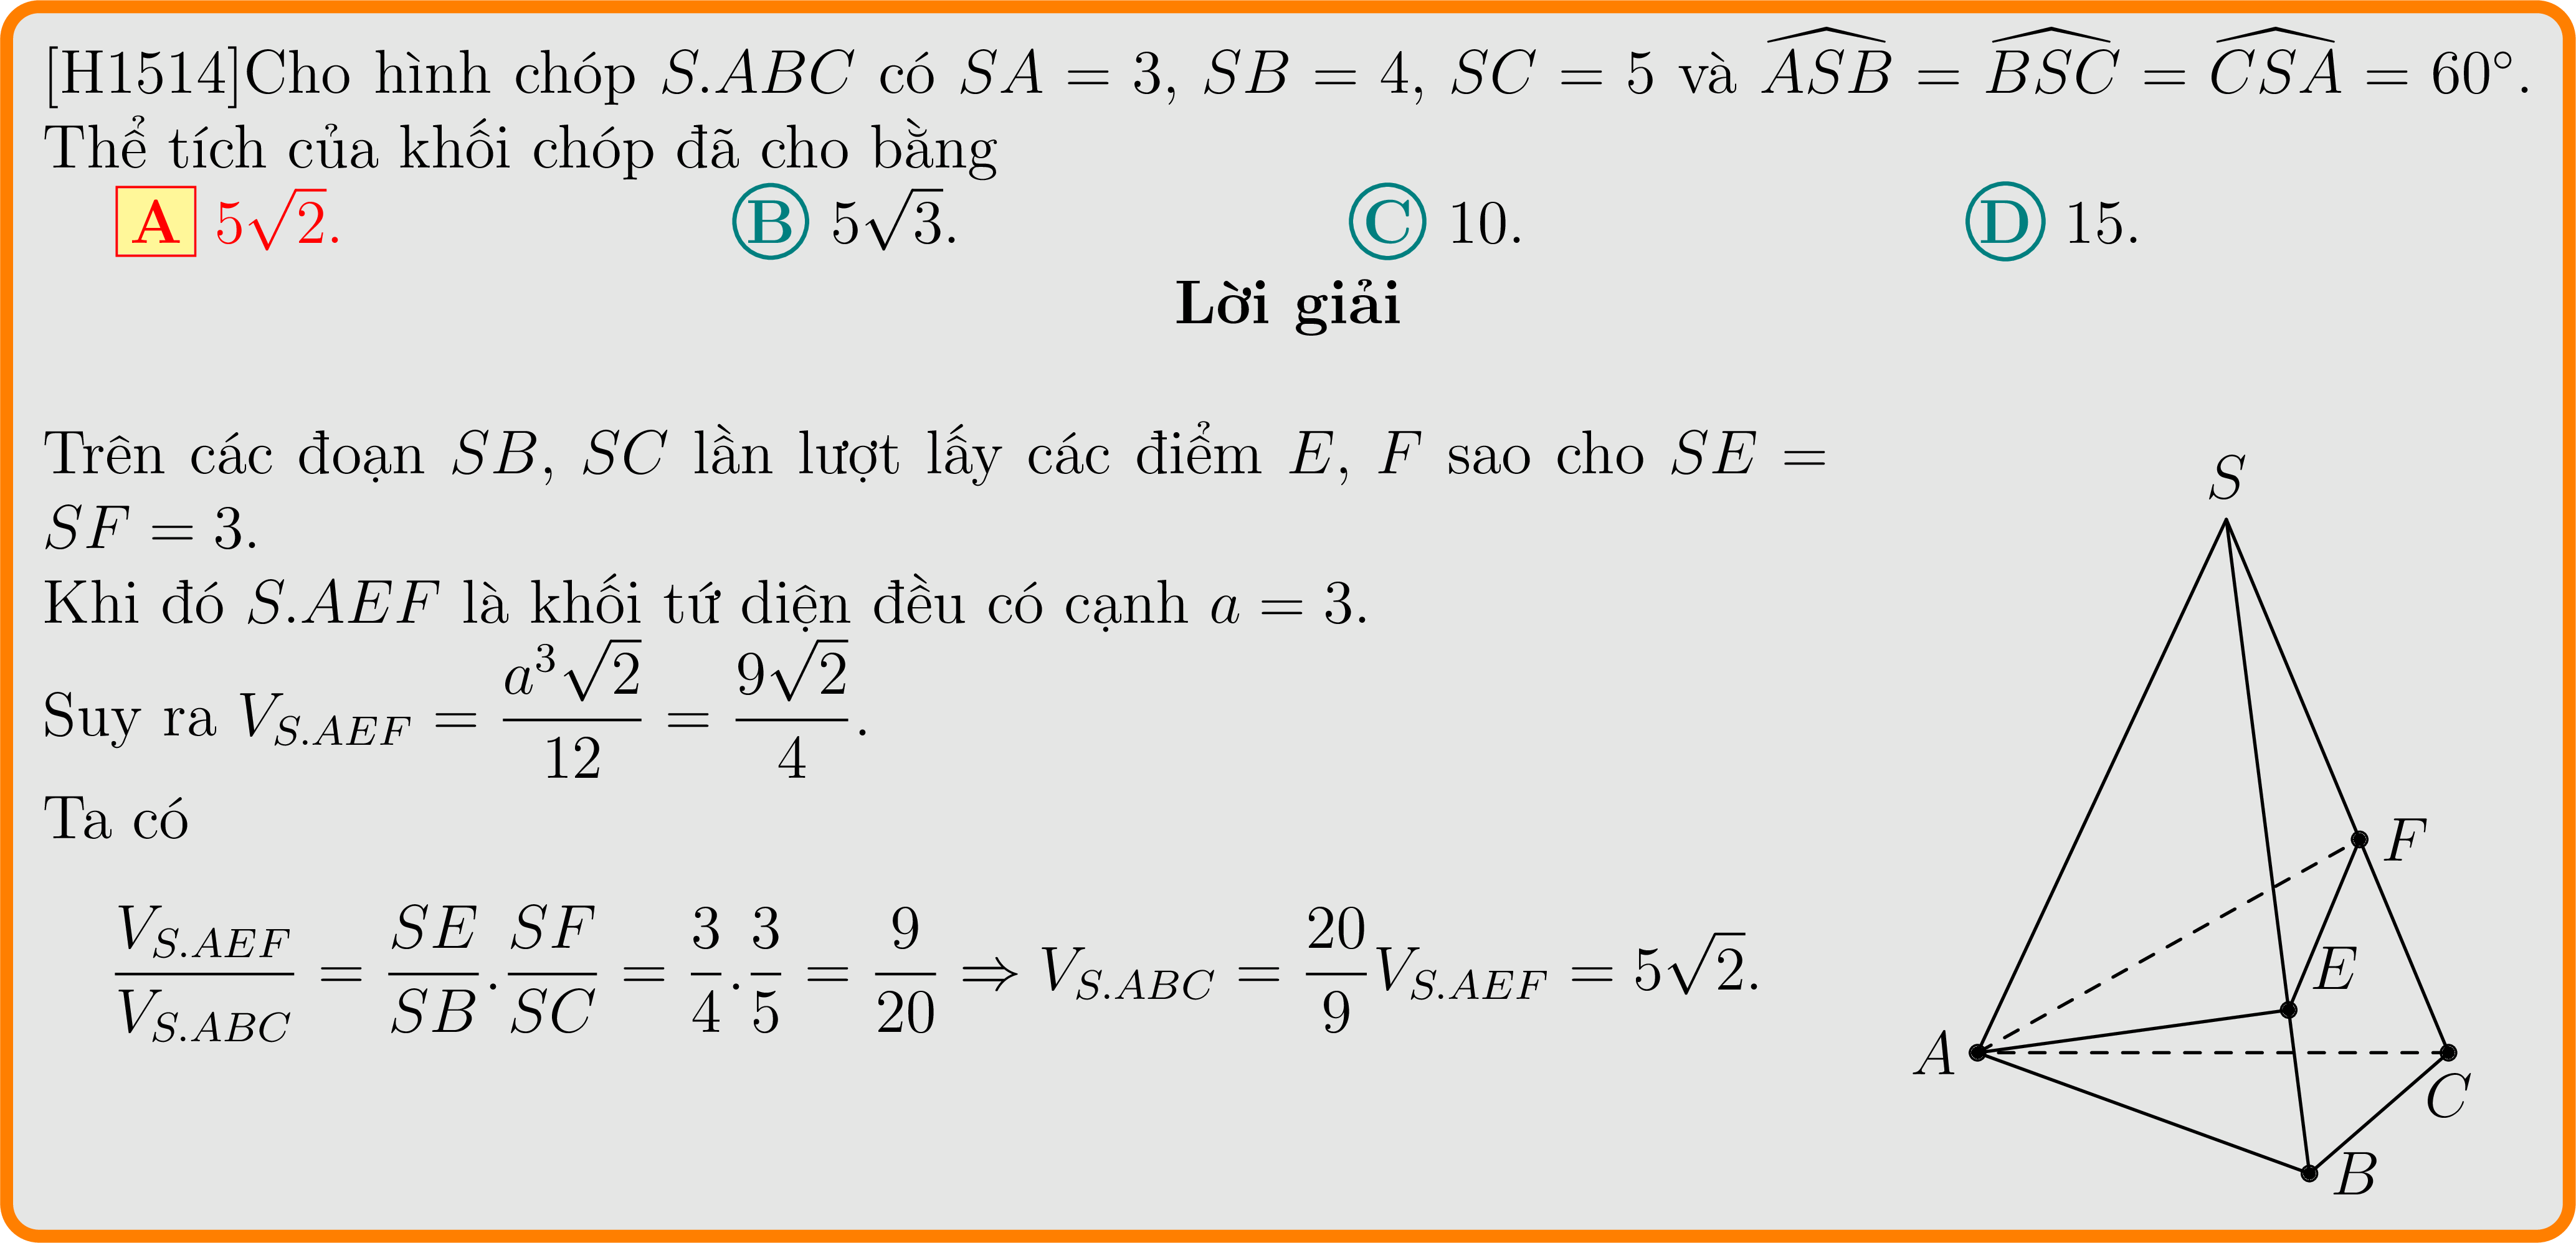 [H1514]Cho hình chóp S.ABC có SA = 3, SB = 4, SC = 5 và \widehat{ASB} = \widehat{BSC} = \widehat{CSA} = 60°.
Thể tích của khối chóp đã cho bằng
A 5√2. B 5√3. C 10. D 15.
Lời giải
Trên các đoạn SB, SC lần lượt lấy các điểm E, F sao cho SE =
SF = 3.
Khi đó S.AEF là khối tứ diện đều có cạnh a = 3.
Suy ra V_{S.AEF} = \frac{a^3\sqrt{2}}{12} = \frac{9\sqrt{2}}{4}.
Ta có
\frac{V_{S.AEF}}{V_{S.ABC}} = \frac{SE}{SB}.\frac{SF}{SC} = \frac{3}{4}.\frac{3}{5} = \frac{9}{20} ⇒ V_{S.ABC} = \frac{20}{9}V_{S.AEF} = 5\sqrt{2}.
S
F
E
A
C
B